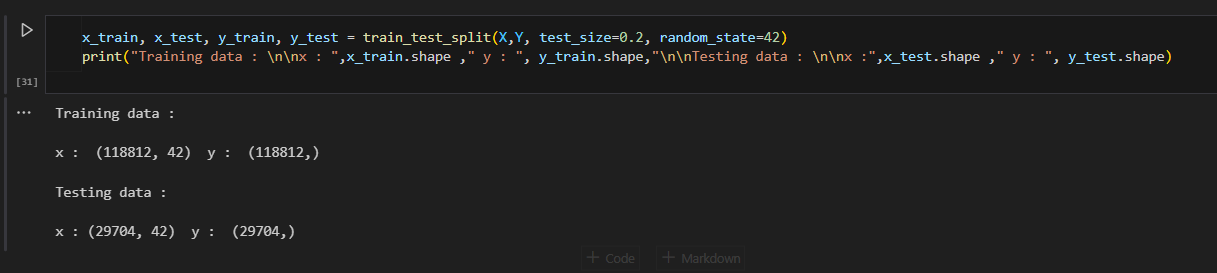 x_train, x_test, y_train, y_test = train_test_split(X,Y, test_size=0.2, random_state=42)
print("Training data : \n\nx : ",x_train.shape ," y : ", y_train.shape,"\n\nTesting data : \n\nx :",x_test.shape ," y : ", y_test.shape)
[31]
... Training data :
x :  (118812, 42)  y :  (118812,)
Testing data :
x : (29704, 42)  y :  (29704,)
+ Code + Markdown